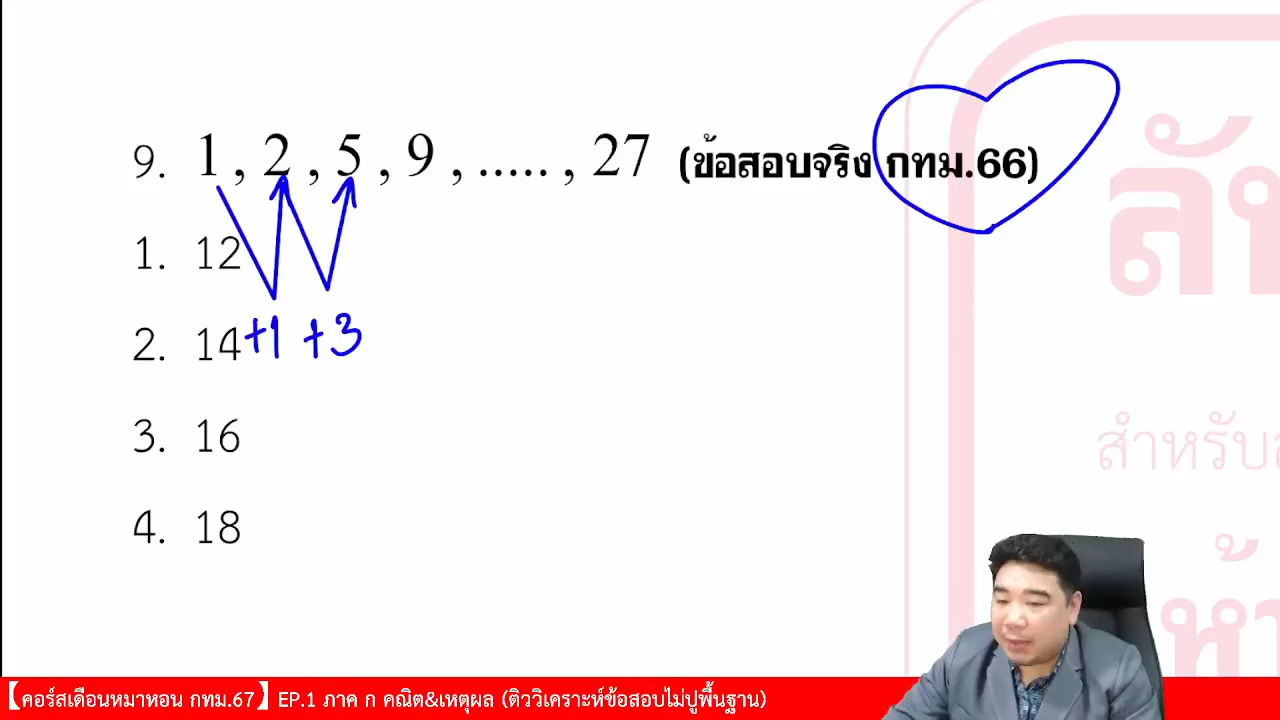 9. 1 , 2 , 5 , 9 , ..... , 27 (ข้อสอบจริง กทม.66)
1. 12
2. 14
+1 +3
3. 16
4. 18
สำหรับ
【คอร์สเดือนหมาหอน กทม.67】 EP.1 ภาค ก คณิต&เหตุผล (ติววิเคราะห์ข้อสอบไม่ปูพื้นฐาน)